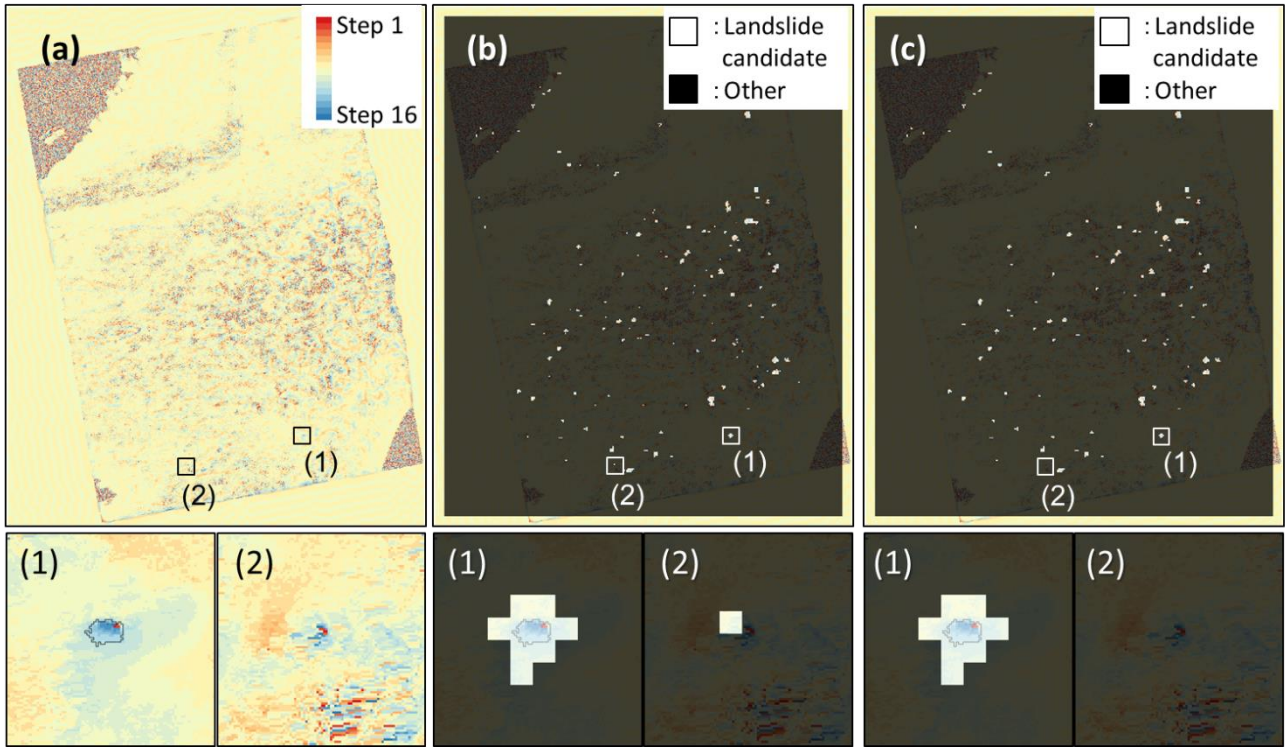 (a)
Step 1
Step 16
(1)
(2)
(b)
: Landslide
candidate
: Other
(1)
(2)
(c)
: Landslide
candidate
: Other
(1)
(2)
(1)
(2)
(1)
(2)
(1)
(2)